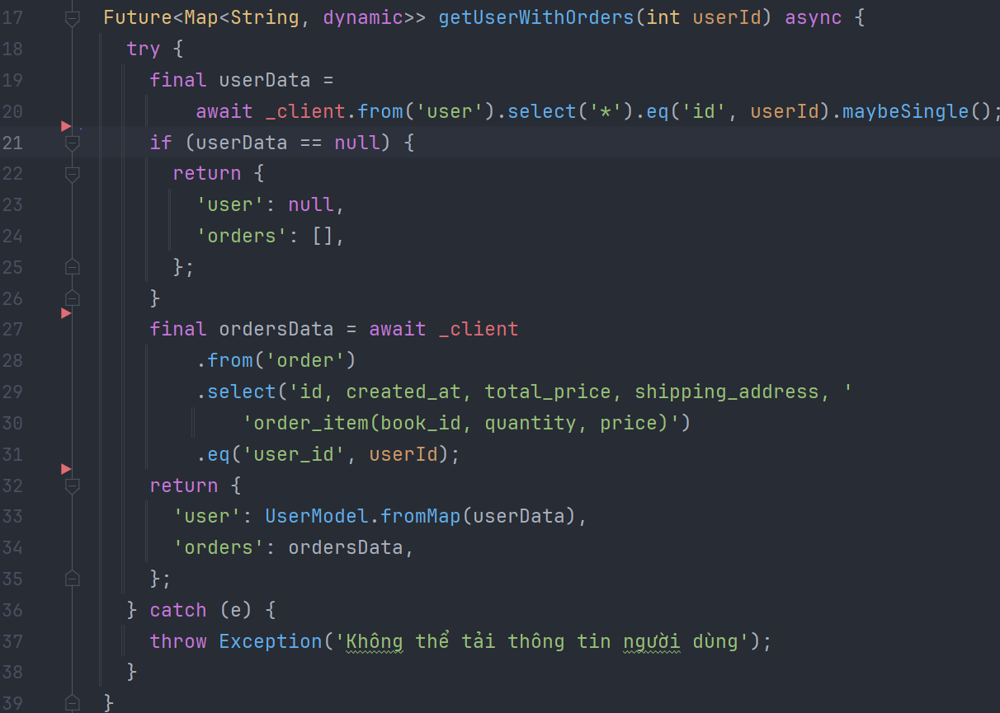 17 Future<Map<String, dynamic>> getUserWithOrders(int userId) async {
18 try {
19 final userData =
20 await _client.from('user').select('*').eq('id', userId).maybeSingle();
21 if (userData == null) {
22 return {
23 'user': null,
24 'orders': [],
25 };
26 }
27 final ordersData = await _client
28 .from('order')
29 .select('id, created_at, total_price, shipping_address, '
30 'order_item(book_id, quantity, price)')
31 .eq('user_id', userId);
32 return {
33 'user': UserModel.fromMap(userData),
34 'orders': ordersData,
35 };
36 } catch (e) {
37 throw Exception('Không thể tải thông tin người dùng');
38 }
39 }